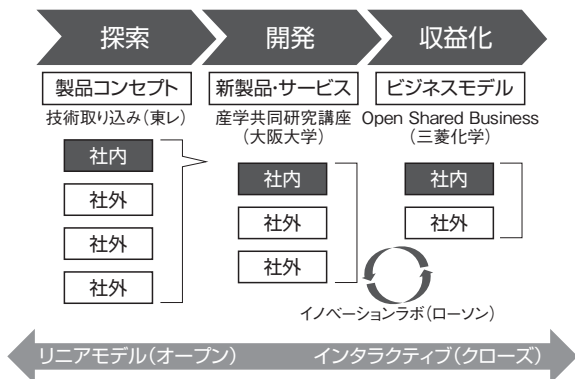 探索
開発
収益化
製品コンセプト
新製品・サービス
ビジネスモデル
技術取り込み(東レ)
産学共同研究講座
(大阪大学)
Open Shared Business
(三菱化学)
社内
社外
社外
社外
社内
社外
社外
社内
社外
イノベーションラボ(ローソン)
リニアモデル(オープン)
インタラクティブ(クローズ)